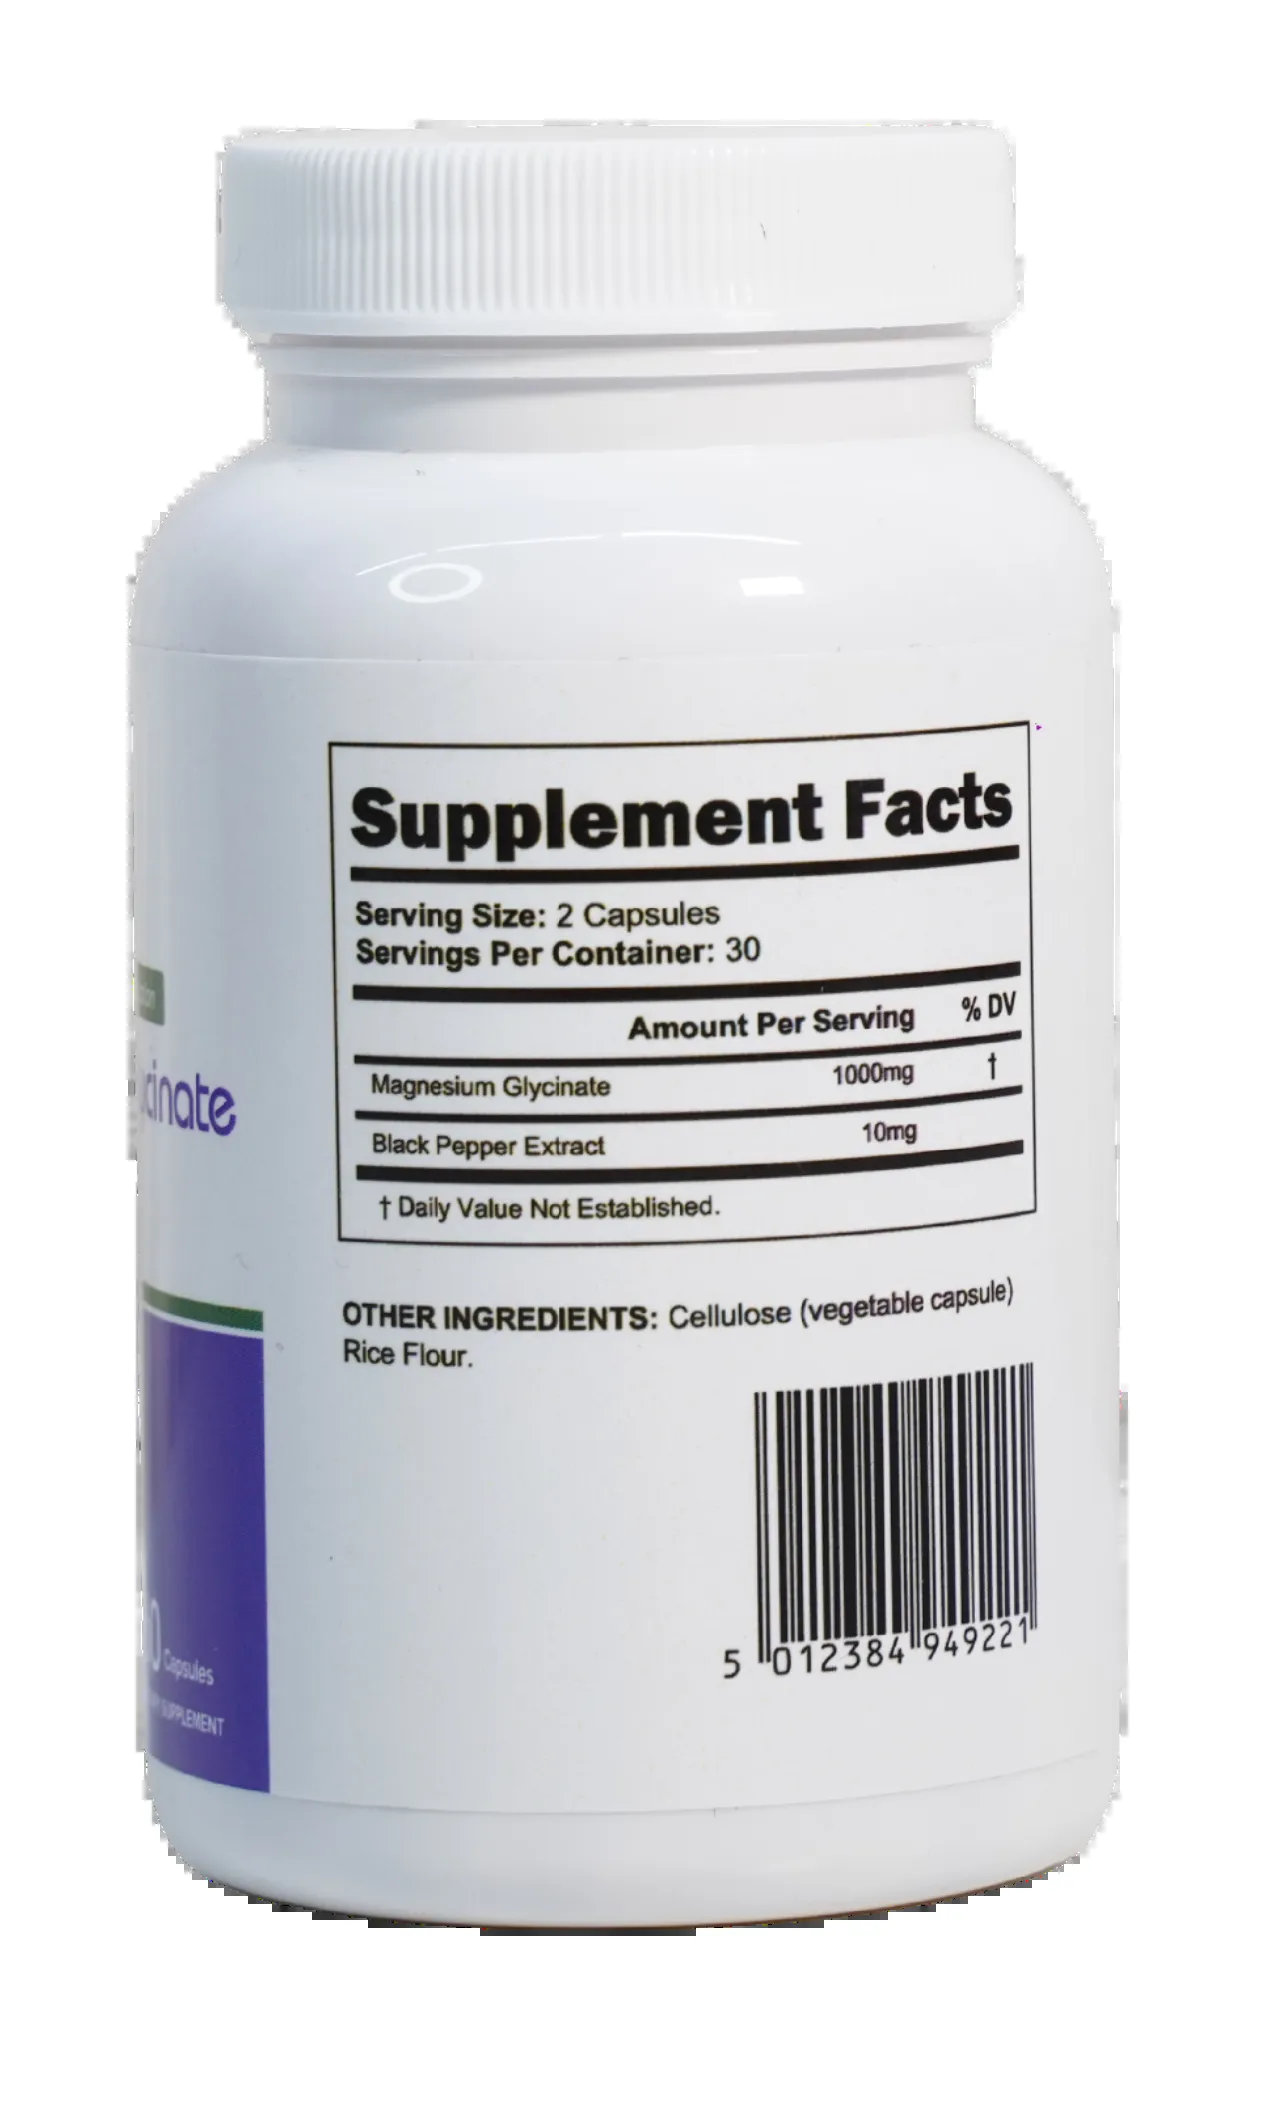 Supplement Facts
Serving Size: 2 Capsules
Servings Per Container: 30
Amount Per Serving % DV
Magnesium Glycinate 1000mg †
Black Pepper Extract 10mg
† Daily Value Not Established.
OTHER INGREDIENTS: Cellulose (vegetable capsule)
Rice Flour.
5 012384 949221
cinate
0 Capsules
SUPPLEMENT